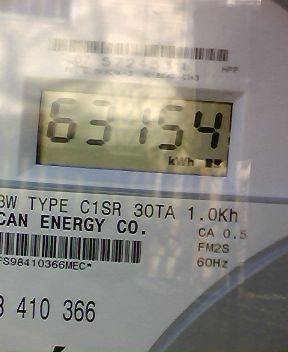 63154
kWh
3W TYPE C1SR 30TA 1.0Kh
CAN ENERGY CO.
CA 0.5
FM2S
FS98410366MEC*
60Hz
410 366